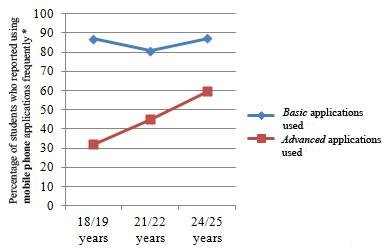 Percentage of students who reported using
mobile phone applications frequently *
100
90
80
70
60
50
40
30
20
10
0
18/19
years
21/22
years
24/25
years
Basic applications
used
Advanced applications
used